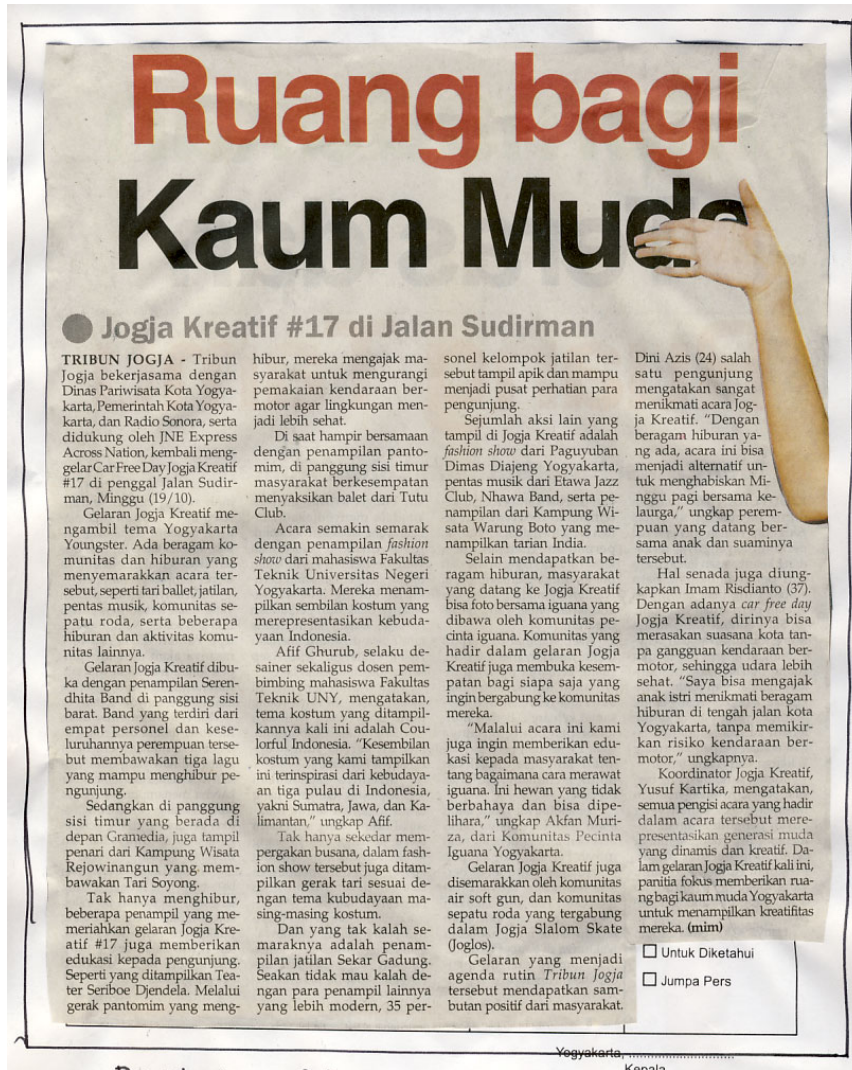 Ruang bagi
Kaum Muda
Jogja Kreatif #17 di Jalan Sudirman
TRIBUN JOGJA - Tribun
Jogja bekerjasama dengan
Dinas Pariwisata Kota Yogya-
karta, Pemerintah Kota Yogya-
karta, dan Radio Sonora, serta
didukung oleh JNE Express
Across Nation, kembali meng-
gelar Car Free Day Jogja Kreatif
#17 di penggal Jalan Sudir-
man, Minggu (19/10).
Gelaran Jogja Kreatif me-
ngambil tema Yogyakarta
Youngster. Ada beragam ko-
munitas dan hiburan yang
menyemarakkan acara ter-
sebut, seperti tari ballet, jatilan,
pentas musik, komunitas se-
patu roda, serta beberapa
hiburan dan aktivitas komu-
nitas lainnya.
Gelaran Jogja Kreatif dibu-
ka dengan penampilan Seren-
dhita Band di panggung sisi
barat. Band yang terdiri dari
empat personel dan kese-
luruhannya perempuan terse-
but membawakan tiga lagu
yang mampu menghibur pe-
ngunjung.
Sedangkan di panggung
sisi timur yang berada di
depan Gramedia, juga tampil
penari dari Kampung Wisata
Rejowinangun yang mem-
bawakan Tari Soyong.
Tak hanya menghibur,
beberapa penampil yang me-
meriahkan gelaran Jogja Kre-
atif #17 juga memberikan
edukasi kepada pengunjung.
Seperti yang ditampilkan Tea-
ter Seriboe Djendela. Melalui
gerak pantomim yang meng-
hibur, mereka mengajak ma-
syarakat untuk mengurangi
pemakaian kendaraan ber-
motor agar lingkungan men-
jadi lebih sehat.
Di saat hampir bersamaan
dengan penampilan panto-
mim, di panggung sisi timur
masyarakat berkesempatan
menyaksikan balet dari Tutu
Club.
Acara semakin semarak
dengan penampilan fashion
show dari mahasiswa Fakultas
Teknik Universitas Negeri
Yogyakarta. Mereka menam-
pilkan sembilan kostum yang
merepresentasikan kebuda-
yaan Indonesia.
Afif Ghurub, selaku de-
sainer sekaligus dosen pem-
bimbing mahasiswa Fakultas
Teknik UNY, mengatakan,
tema kostum yang ditampil-
kannya kali ini adalah Cou-
lorful Indonesia. “Kesembilan
kostum yang kami tampilkan
ini terinspirasi dari kebudaya-
an tiga pulau di Indonesia,
yakni Sumatra, Jawa, dan Ka-
limantan,” ungkap Afif.
Tak hanya sekedar mem-
pergakan busana, dalam fash-
ion show tersebut juga ditam-
pilkan gerak tari sesuai de-
ngan tema kubudayaan ma-
sing-masing kostum.
Dan yang tak kalah se-
maraknya adalah penam-
pilan jatilan Sekar Gadung.
Seakan tidak mau kalah de-
ngan para penampil lainnya
yang lebih modern, 35 per-
sonel kelompok jatilan ter-
sebut tampil apik dan mampu
menjadi pusat perhatian para
pengunjung.
Sejumlah aksi lain yang
tampil di Jogja Kreatif adalah
fashion show dari Paguyuban
Dimas Diajeng Yogyakarta,
pentas musik dari Etawa Jazz
Club, Nhawa Band, serta pe-
nampilan dari Kampung Wi-
sata Warung Boto yang me-
nampilkan tarian India.
Selain mendapatkan be-
ragam hiburan, masyarakat
yang datang ke Jogja Kreatif
bisa foto bersama iguana yang
dibawa oleh komunitas pe-
cinta iguana. Komunitas yang
hadir dalam gelaran Jogja
Kreatif juga membuka kesem-
patan bagi siapa saja yang
ingin bergabung ke komunitas
mereka.
“Malalui acara ini kami
juga ingin memberikan edu-
kasi kepada masyarakat ten-
tang bagaimana cara merawat
iguana. Ini hewan yang tidak
berbahaya dan bisa dipe-
lihara,” ungkap Akfan Muri-
za, dari Komunitas Pecinta
Iguana Yogyakarta.
Gelaran Jogja Kreatif juga
disemarakkan oleh komunitas
air soft gun, dan komunitas
sepatu roda yang tergabung
dalam Jogja Slalom Skate
(Joglos).
Gelaran yang menjadi
agenda rutin Tribun Jogja
tersebut mendapatkan sam-
butan positif dari masyarakat.
Dini Azis (24) salah
satu pengunjung
mengatakan sangat
menikmati acara Jog-
ja Kreatif. “Dengan
beragam hiburan ya-
ng ada, acara ini bisa
menjadi alternatif un-
tuk menghabiskan Mi-
nggu pagi bersama ke-
laurga,” ungkap perem-
puan yang datang ber-
sama anak dan suaminya
tersebut.
Hal senada juga diung-
kapkan Imam Risdianto (37).
Dengan adanya car free day
Jogja Kreatif, dirinya bisa
merasakan suasana kota tan-
pa gangguan kendaraan ber-
motor, sehingga udara lebih
sehat. “Saya bisa mengajak
anak istri menikmati beragam
hiburan di tengah jalan kota
Yogyakarta, tanpa memikir-
kan risiko kendaraan ber-
motor,” ungkapnya.
Koordinator Jogja Kreatif,
Yusuf Kartika, mengatakan,
semua pengisi acara yang hadir
dalam acara tersebut mere-
presentasikan generasi muda
yang dinamis dan kreatif. Da-
lam gelaran Jogja Kreatif kali ini,
panitia fokus memberikan rua-
ng bagi kaum muda Yogyakarta
untuk menampilkan kreatifitas
mereka. (mim)
Untuk Diketahui
Jumpa Pers
Yogyakarta, ..............................
Kepala